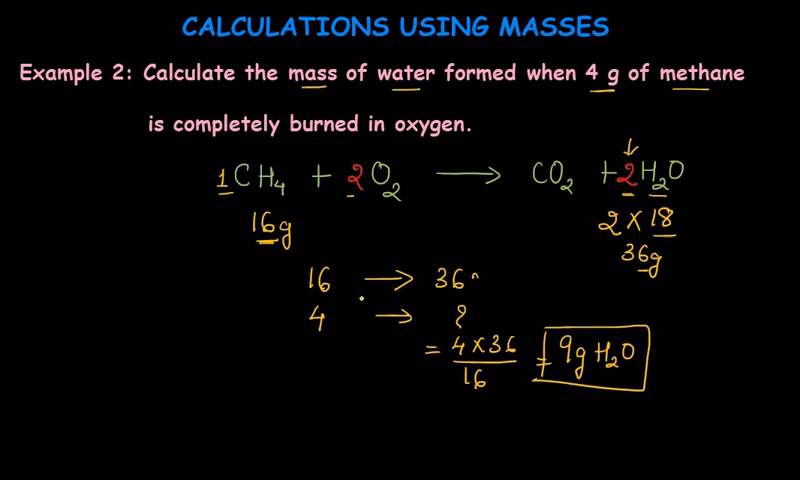 CALCULATIONS USING MASSES
Example 2: Calculate the mass of water formed when 4 g of methane
is completely burned in oxygen.
1CH₄ + 2O₂ → CO₂ + 2H₂O
16g 2 × 18
36g
16 → 36
4 → ?
= 4 × 36 / 16 = 9g H₂O